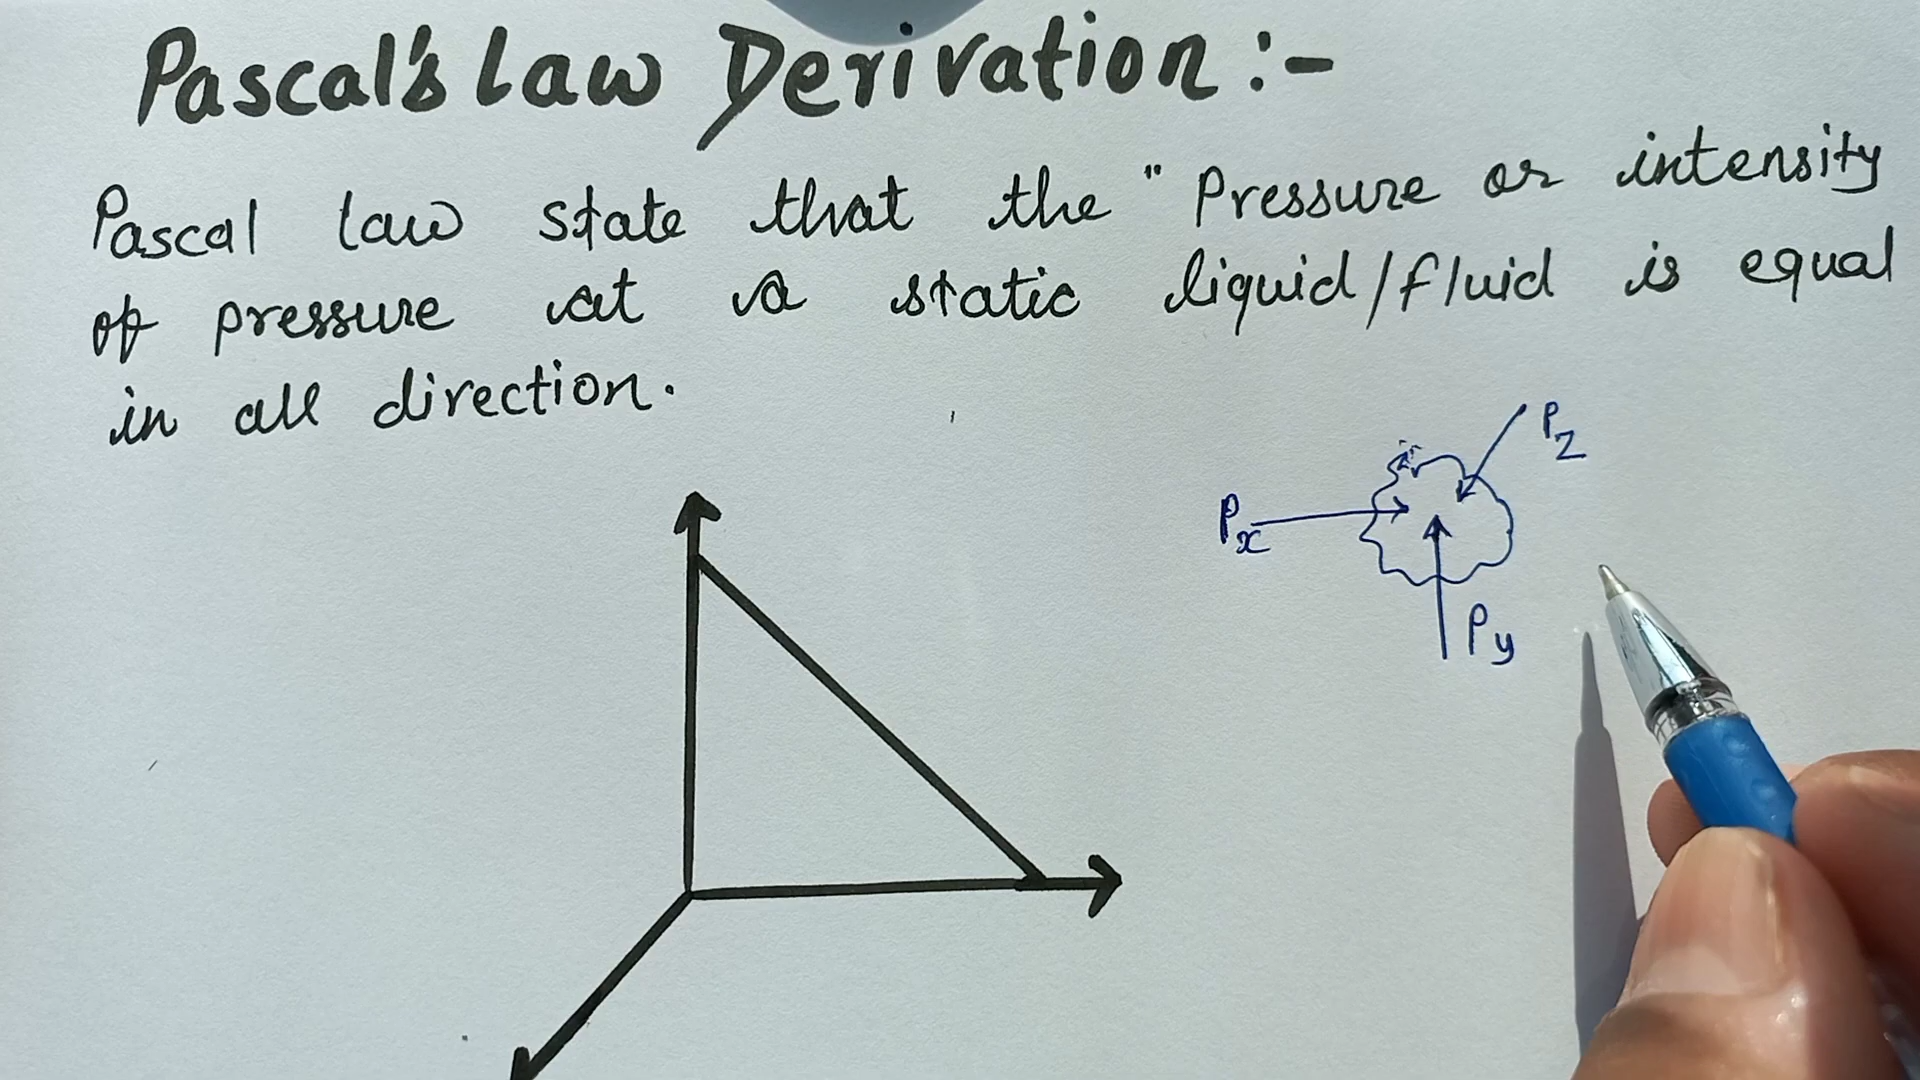 Pascal's Law Derivation :-
Pascal law state that the " Pressure or intensity
of pressure at a static liquid/fluid is equal
in all direction.
Pz
Px
Py